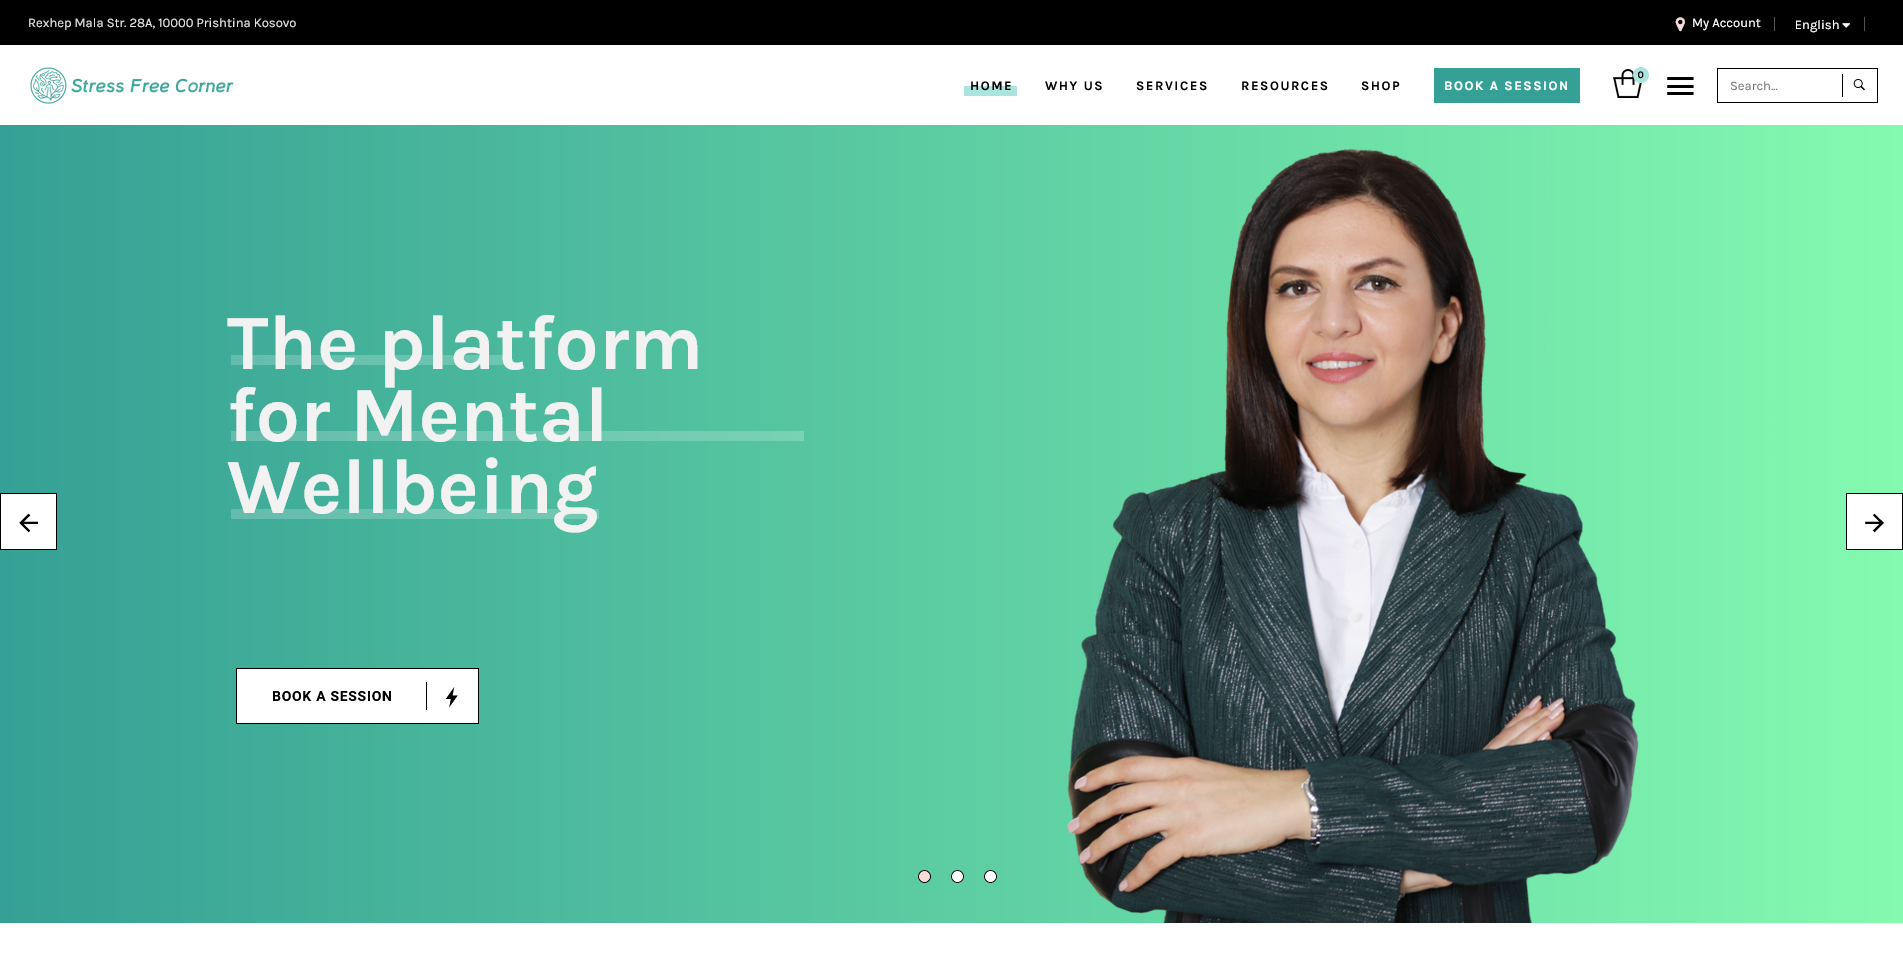 Rexhep Mala Str. 28A, 10000 Prishtina Kosovo
My Account
English
Stress Free Corner
HOME
WHY US
SERVICES
RESOURCES
SHOP
BOOK A SESSION
0
Search...
The platform
for Mental
Wellbeing
BOOK A SESSION